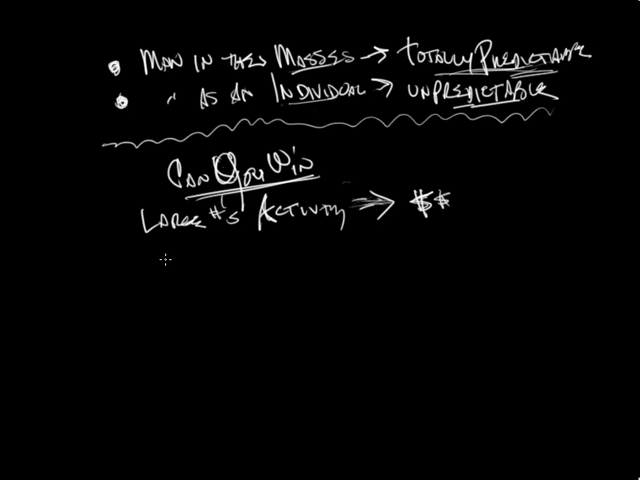 • MAN IN THE MASSES → TOTALLY PREDICTABLE
• " AS AN INDIVIDUAL → UNPREDICTABLE
CAN YOU WIN
LARGE #'S ACTIVITY ⇒ $$